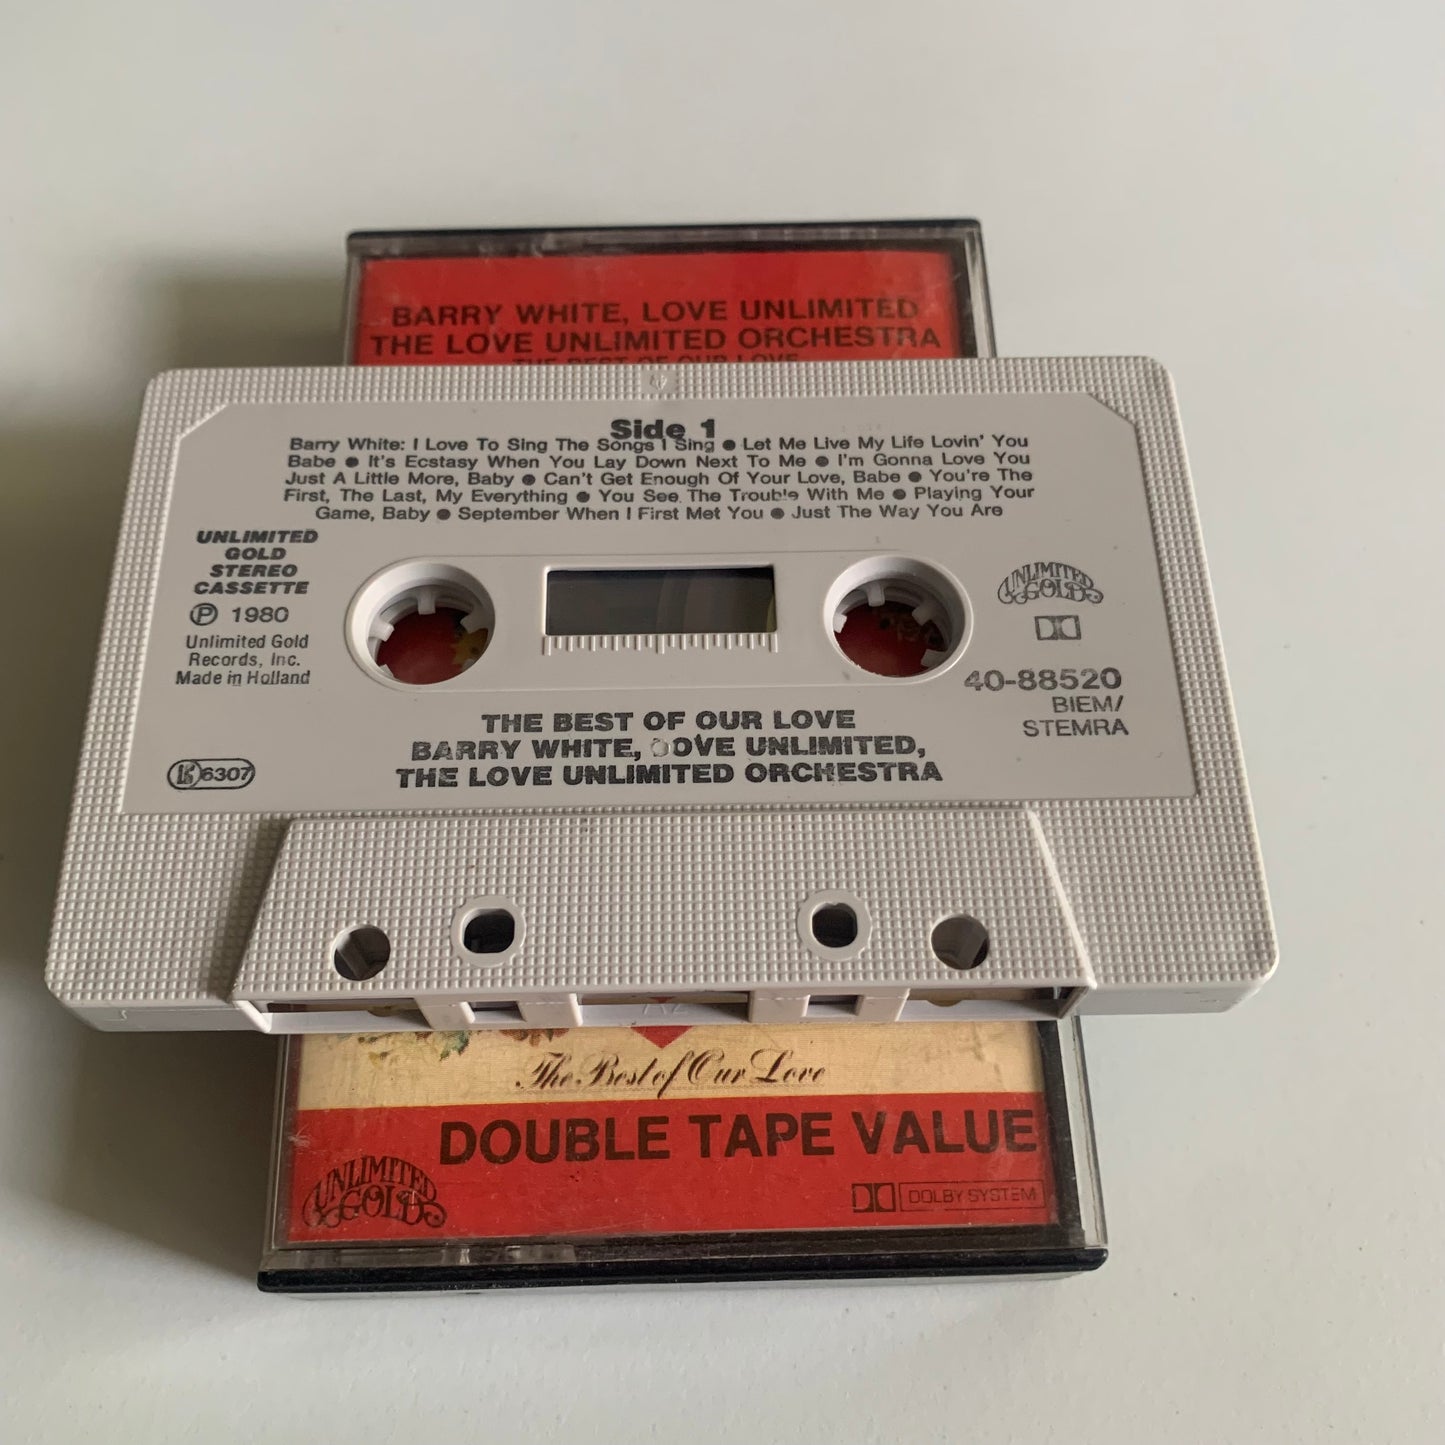 BARRY WHITE, LOVE UNLIMITED
THE LOVE UNLIMITED ORCHESTRA
THE BEST OF OUR LOVE
Side 1
Barry White: I Love To Sing The Songs I Sing ● Let Me Live My Life Lovin' You
Babe ● It's Ecstasy When You Lay Down Next To Me ● I'm Gonna Love You
Just A Little More, Baby ● Can't Get Enough Of Your Love, Babe ● You're The
First, The Last, My Everything ● You See The Trouble With Me ● Playing Your
Game, Baby ● September When I First Met You ● Just The Way You Are
UNLIMITED
GOLD
STEREO
CASSETTE
℗ 1980
Unlimited Gold
Records, Inc.
Made in Holland
6307
UNLIMITED
GOLD
40-88520
BIEM/
STEMRA
THE BEST OF OUR LOVE
BARRY WHITE, LOVE UNLIMITED,
THE LOVE UNLIMITED ORCHESTRA
The Best of Our Love
DOUBLE TAPE VALUE
UNLIMITED
GOLD
DOLBY SYSTEM